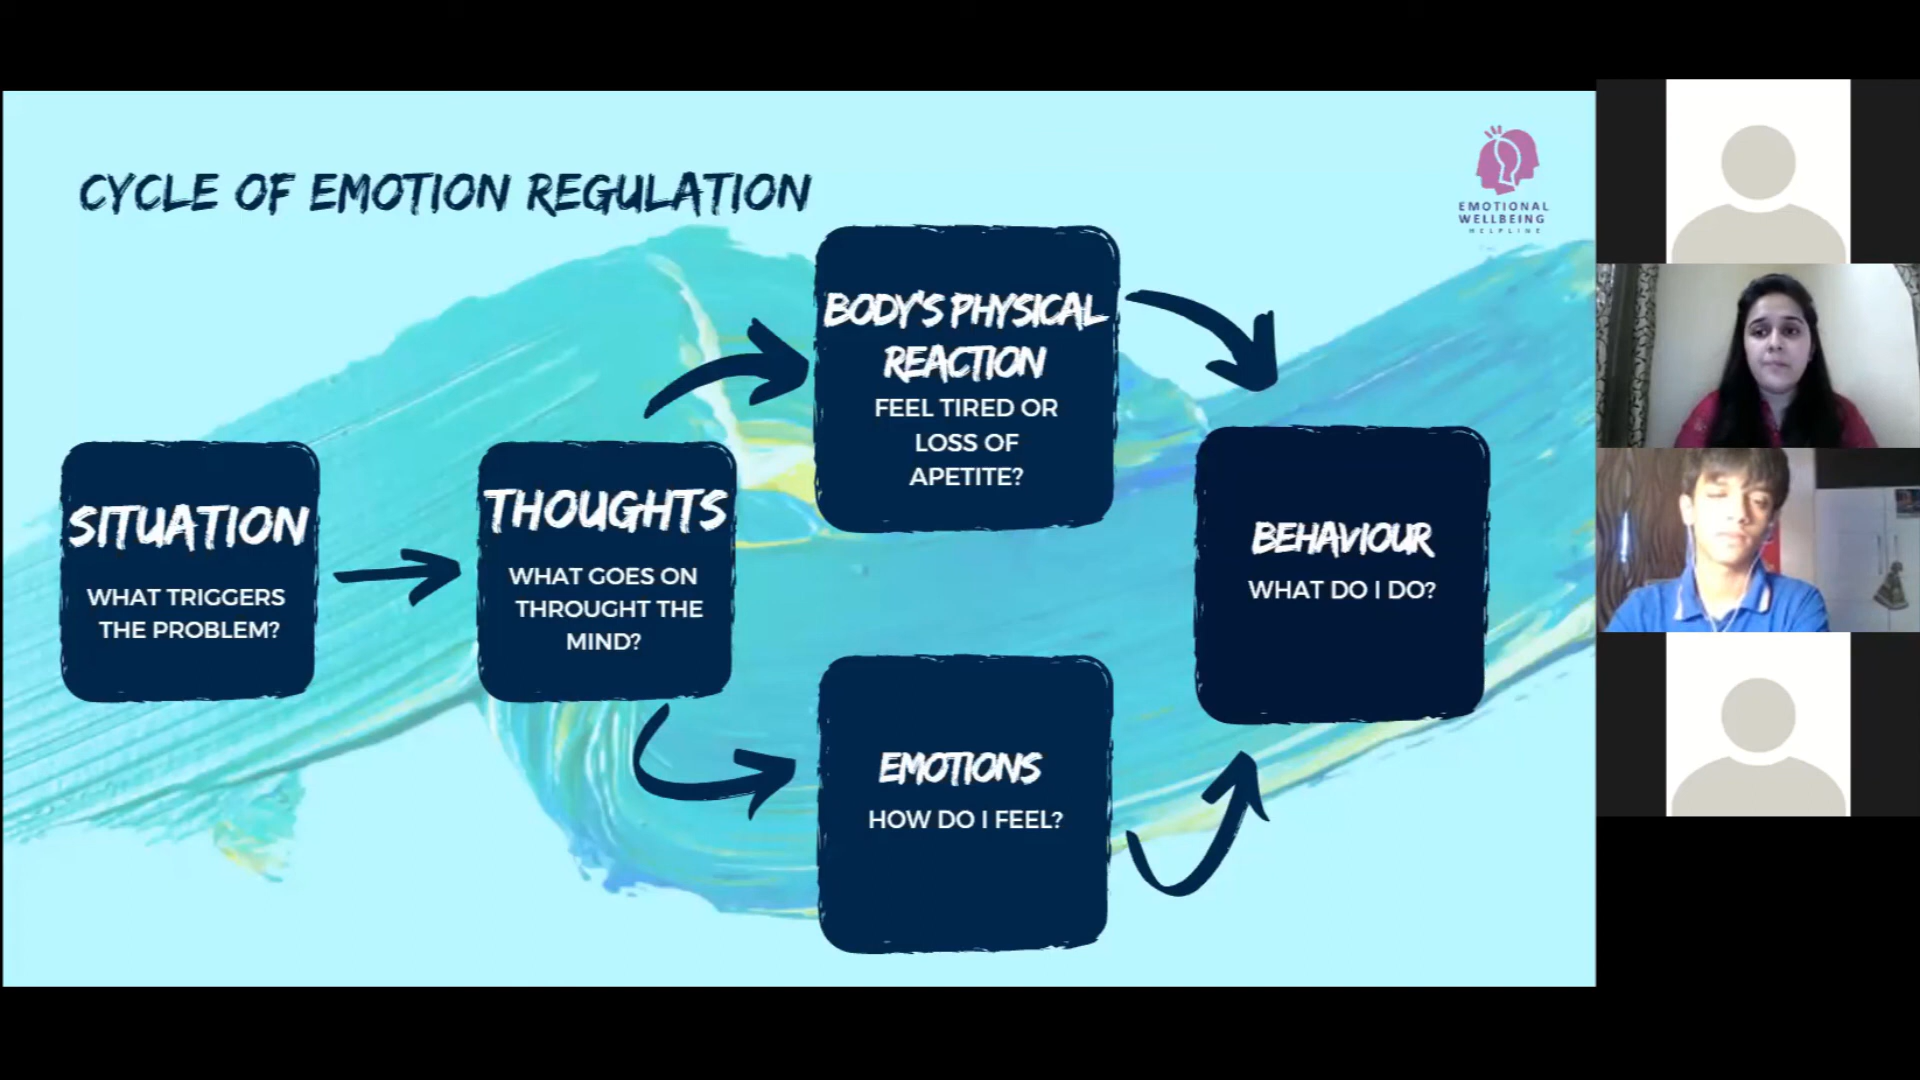 CYCLE OF EMOTION REGULATION
EMOTIONAL
WELLBEING
HELPLINE
BODY'S PHYSICAL
REACTION
FEEL TIRED OR
LOSS OF
APETITE?
SITUATION
WHAT TRIGGERS
THE PROBLEM?
THOUGHTS
WHAT GOES ON
THROUGHT THE
MIND?
BEHAVIOUR
WHAT DO I DO?
EMOTIONS
HOW DO I FEEL?